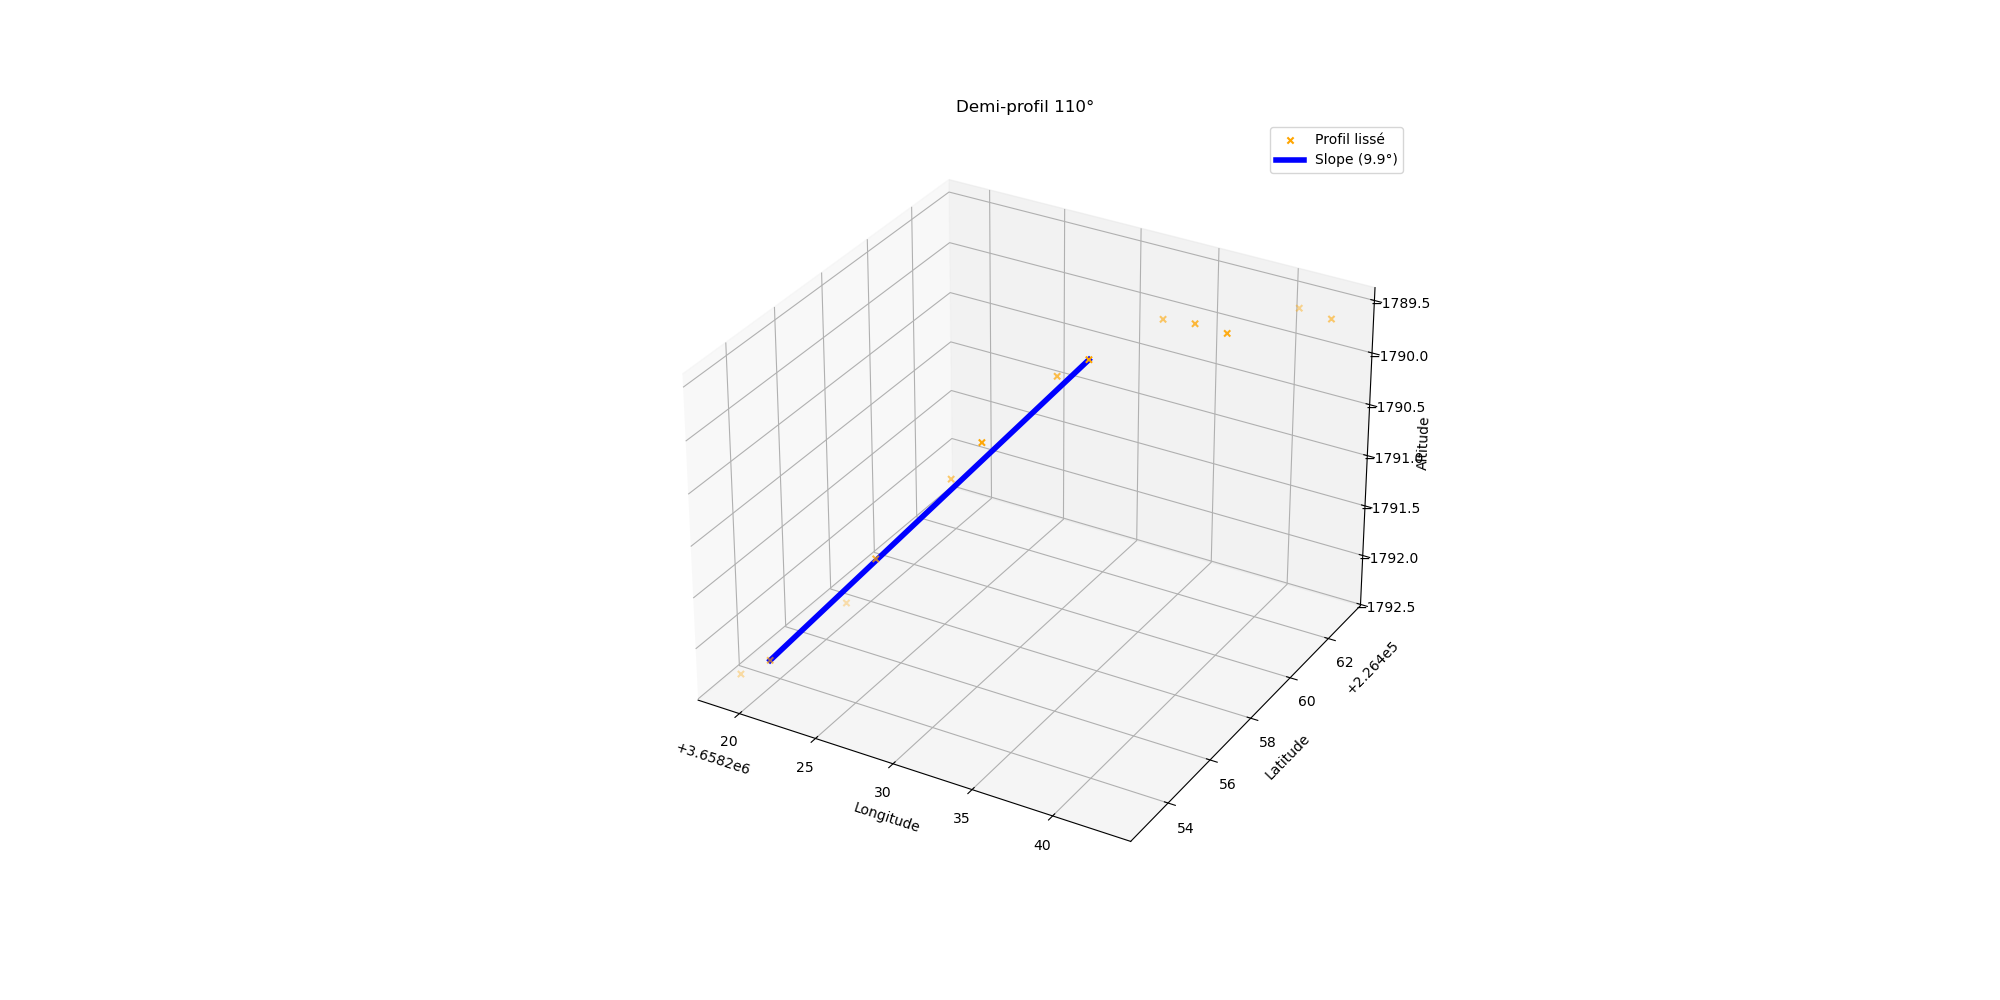 Demi-profil 110°
Profil lissé
Slope (9.9°)
−1789.5
−1790.0
−1790.5
−1791.0
−1791.5
−1792.0
−1792.5
Altitude
62
60
58
56
54
+2.264e5
Latitude
20
25
30
35
40
+3.6582e6
Longitude